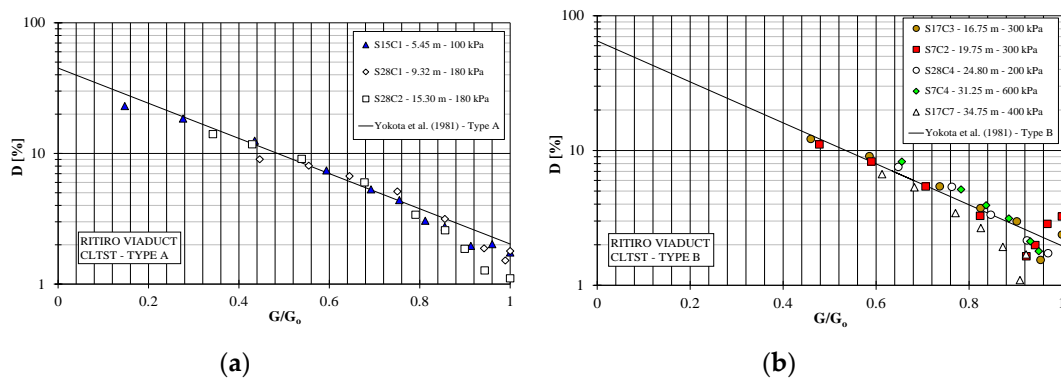 100
10
1
D [%]
0
0.2
0.4
0.6
0.8
1
G/Go
S15C1 - 5.45 m - 100 kPa
S28C1 - 9.32 m - 180 kPa
S28C2 - 15.30 m - 180 kPa
Yokota et al. (1981) - Type A
RITIRO VIADUCT
CLTST - TYPE A
(a)
100
10
1
D [%]
0
0.2
0.4
0.6
0.8
1
G/Go
S17C3 - 16.75 m - 300 kPa
S7C2 - 19.75 m - 300 kPa
S28C4 - 24.80 m - 200 kPa
S7C4 - 31.25 m - 600 kPa
S17C7 - 34.75 m - 400 kPa
Yokota et al. (1981) - Type B
RITIRO VIADUCT
CLTST - TYPE B
(b)